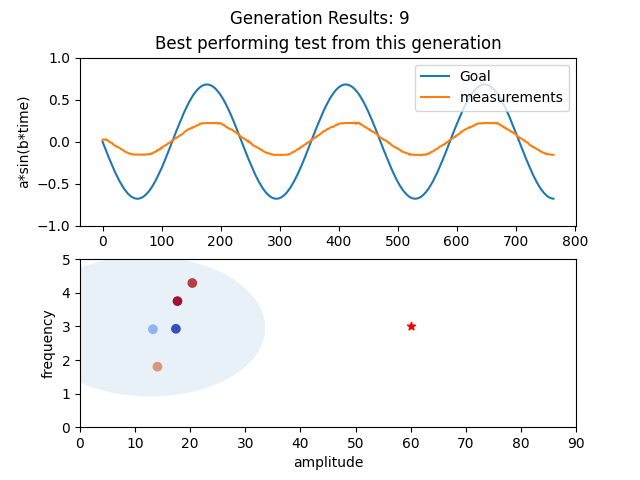 Generation Results: 9
Best performing test from this generation
a*sin(b*time)
1.0
0.5
0.0
−0.5
−1.0
Goal
measurements
0 100 200 300 400 500 600 700 800
frequency
5
4
3
2
1
0
0 10 20 30 40 50 60 70 80 90
amplitude